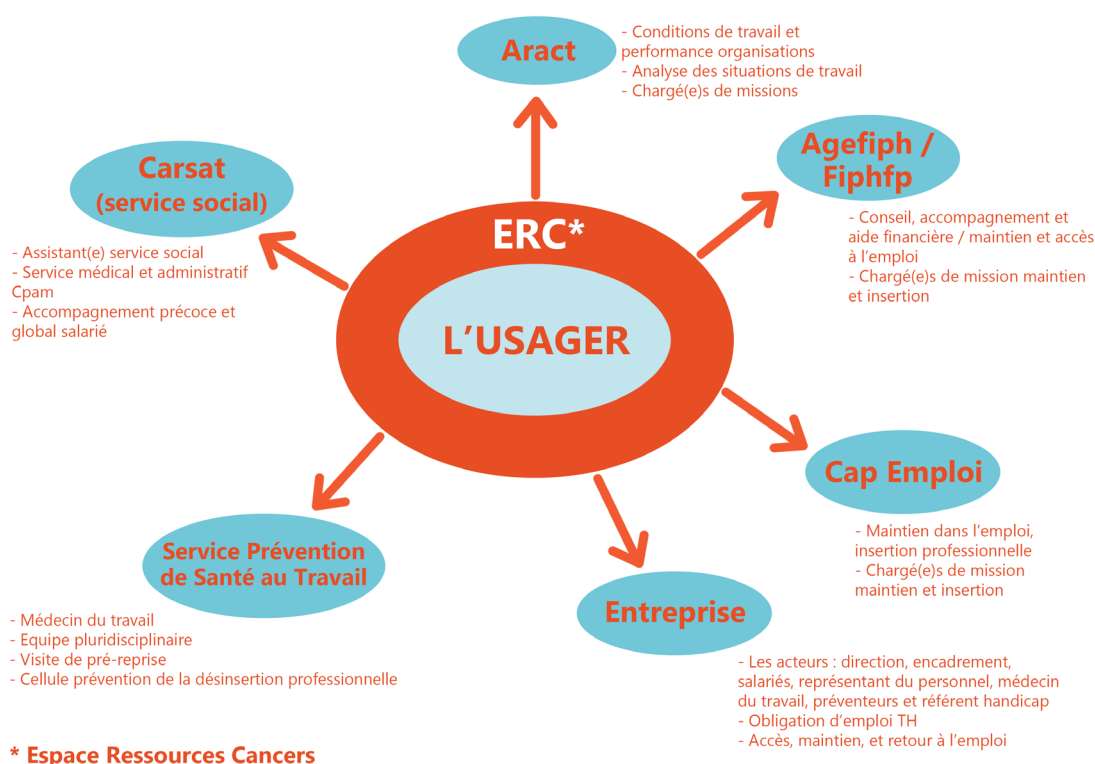 Aract
- Conditions de travail et
performance organisations
- Analyse des situations de travail
- Chargé(e)s de missions
Agefiph /
Fiphfp
- Conseil, accompagnement et
aide financière / maintien et accès
à l’emploi
- Chargé(e)s de mission maintien
et insertion
Carsat
(service social)
- Assistant(e) service social
- Service médical et administratif
Cpam
- Accompagnement précoce et
global salarié
ERC*
L’USAGER
Cap Emploi
- Maintien dans l’emploi,
insertion professionnelle
- Chargé(e)s de mission
maintien et insertion
Service Prévention
de Santé au Travail
- Médecin du travail
- Equipe pluridisciplinaire
- Visite de pré-reprise
- Cellule prévention de la désinsertion professionnelle
Entreprise
- Les acteurs : direction, encadrement,
salariés, représentant du personnel, médecin
du travail, préventeurs et référent handicap
- Obligation d’emploi TH
- Accès, maintien, et retour à l’emploi
* Espace Ressources Cancers